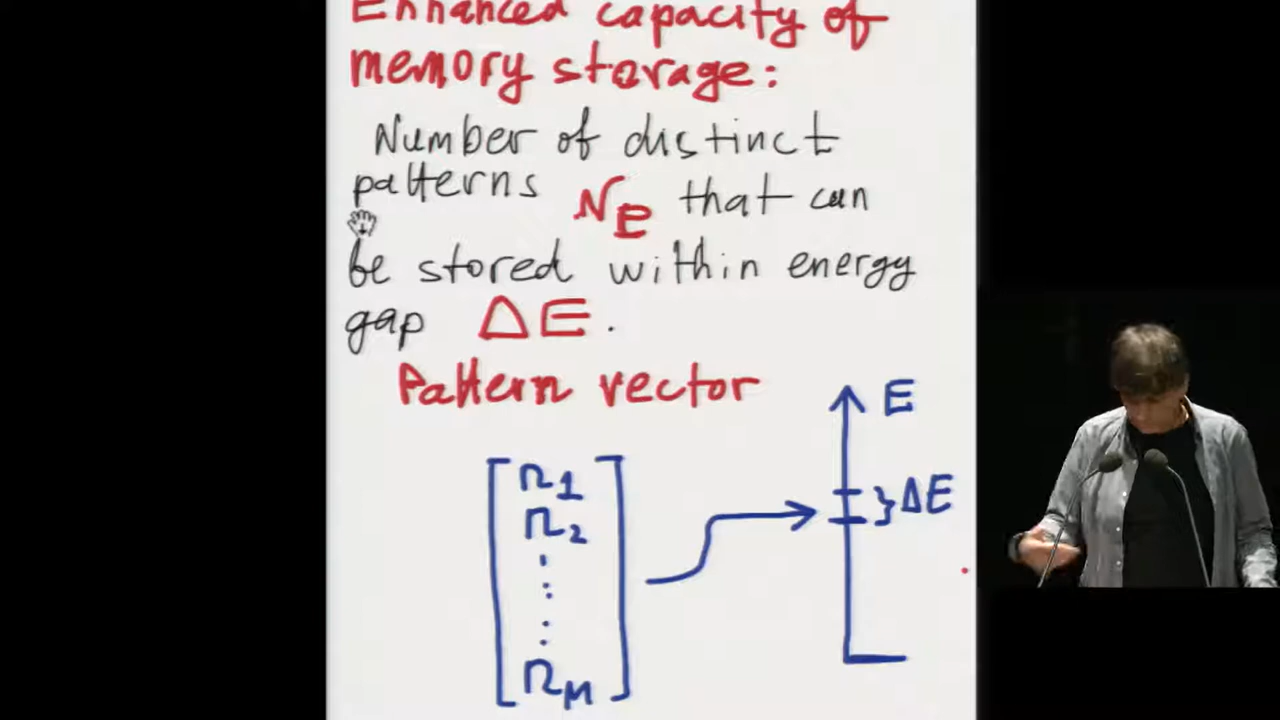 Enhanced capacity of
memory storage:
Number of distinct
patterns N_E that can
be stored within energy
gap ΔE.
Pattern vector
E
n_1
n_2
n_M
} ΔE